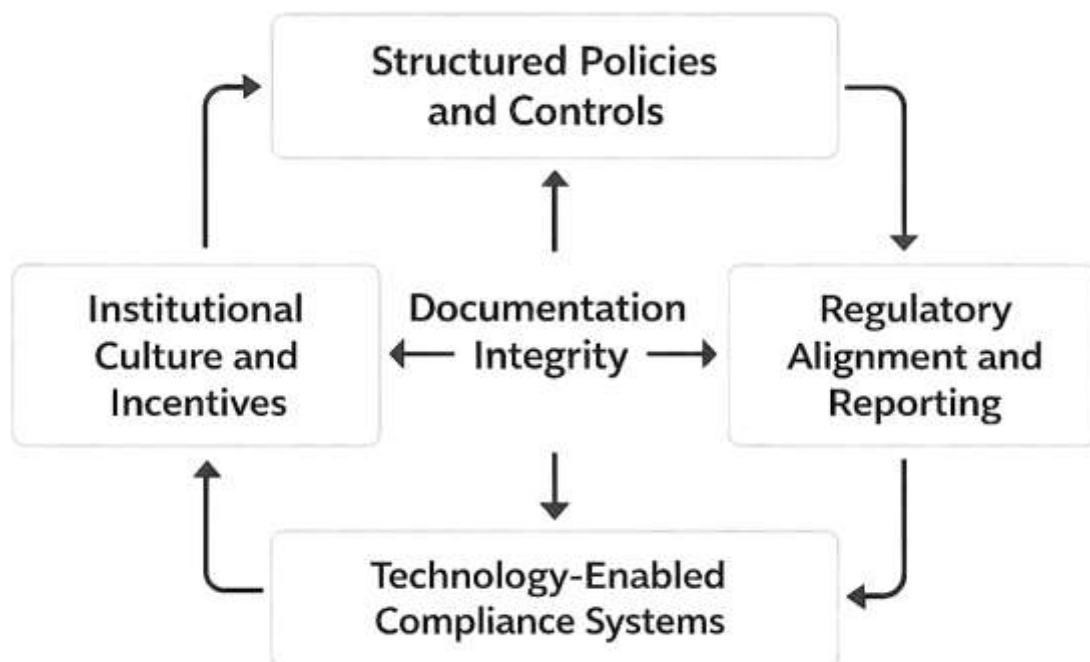 Structured Policies
and Controls
Institutional
Culture and
Incentives
Documentation
Integrity
Regulatory
Alignment and
Reporting
Technology-Enabled
Compliance Systems